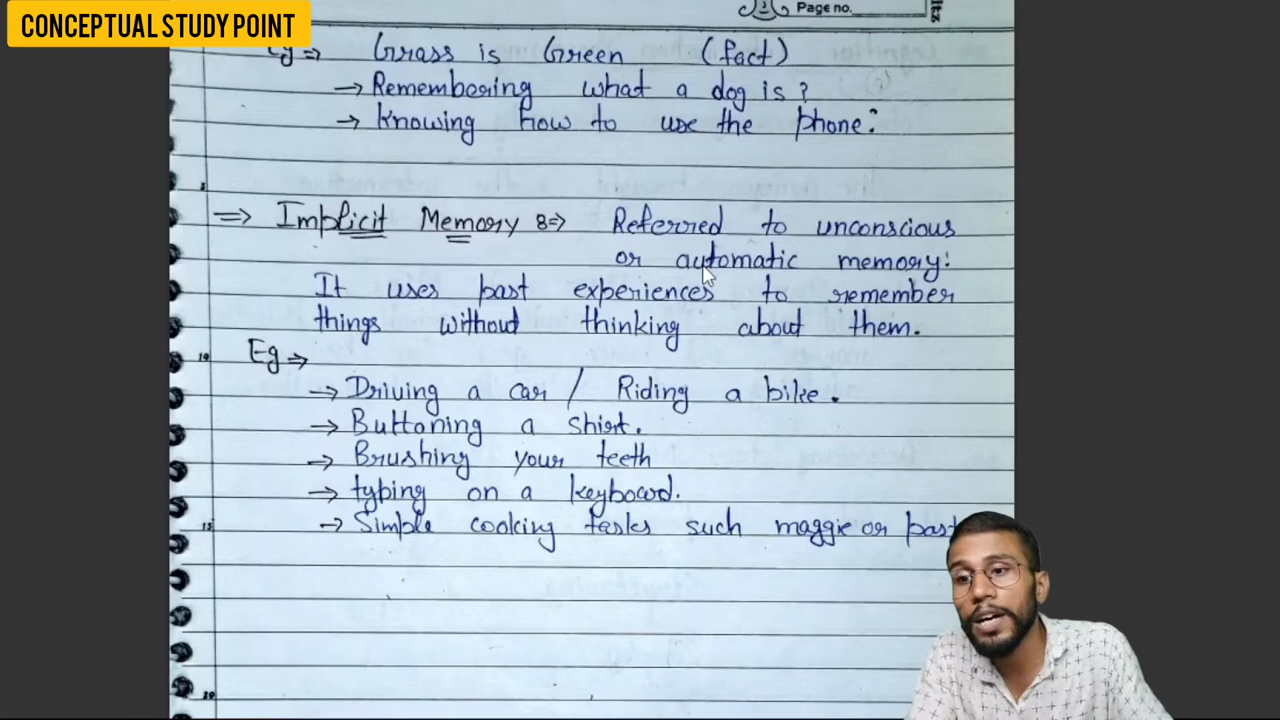 CONCEPTUAL STUDY POINT
Page no.
Eg ⇒ Grass is Green (fact)
→ Remembering what a dog is?
→ Knowing how to use the phone?
⇒ Implicit Memory 8⇒ Referred to unconscious
or automatic memory!
It uses past experiences to remember
things without thinking about them.
Eg ⇒
→ Driving a car / Riding a bike.
→ Buttoning a shirt.
→ Brushing your teeth
→ typing on a keyboard.
→ Simple cooking tasks such maggie or